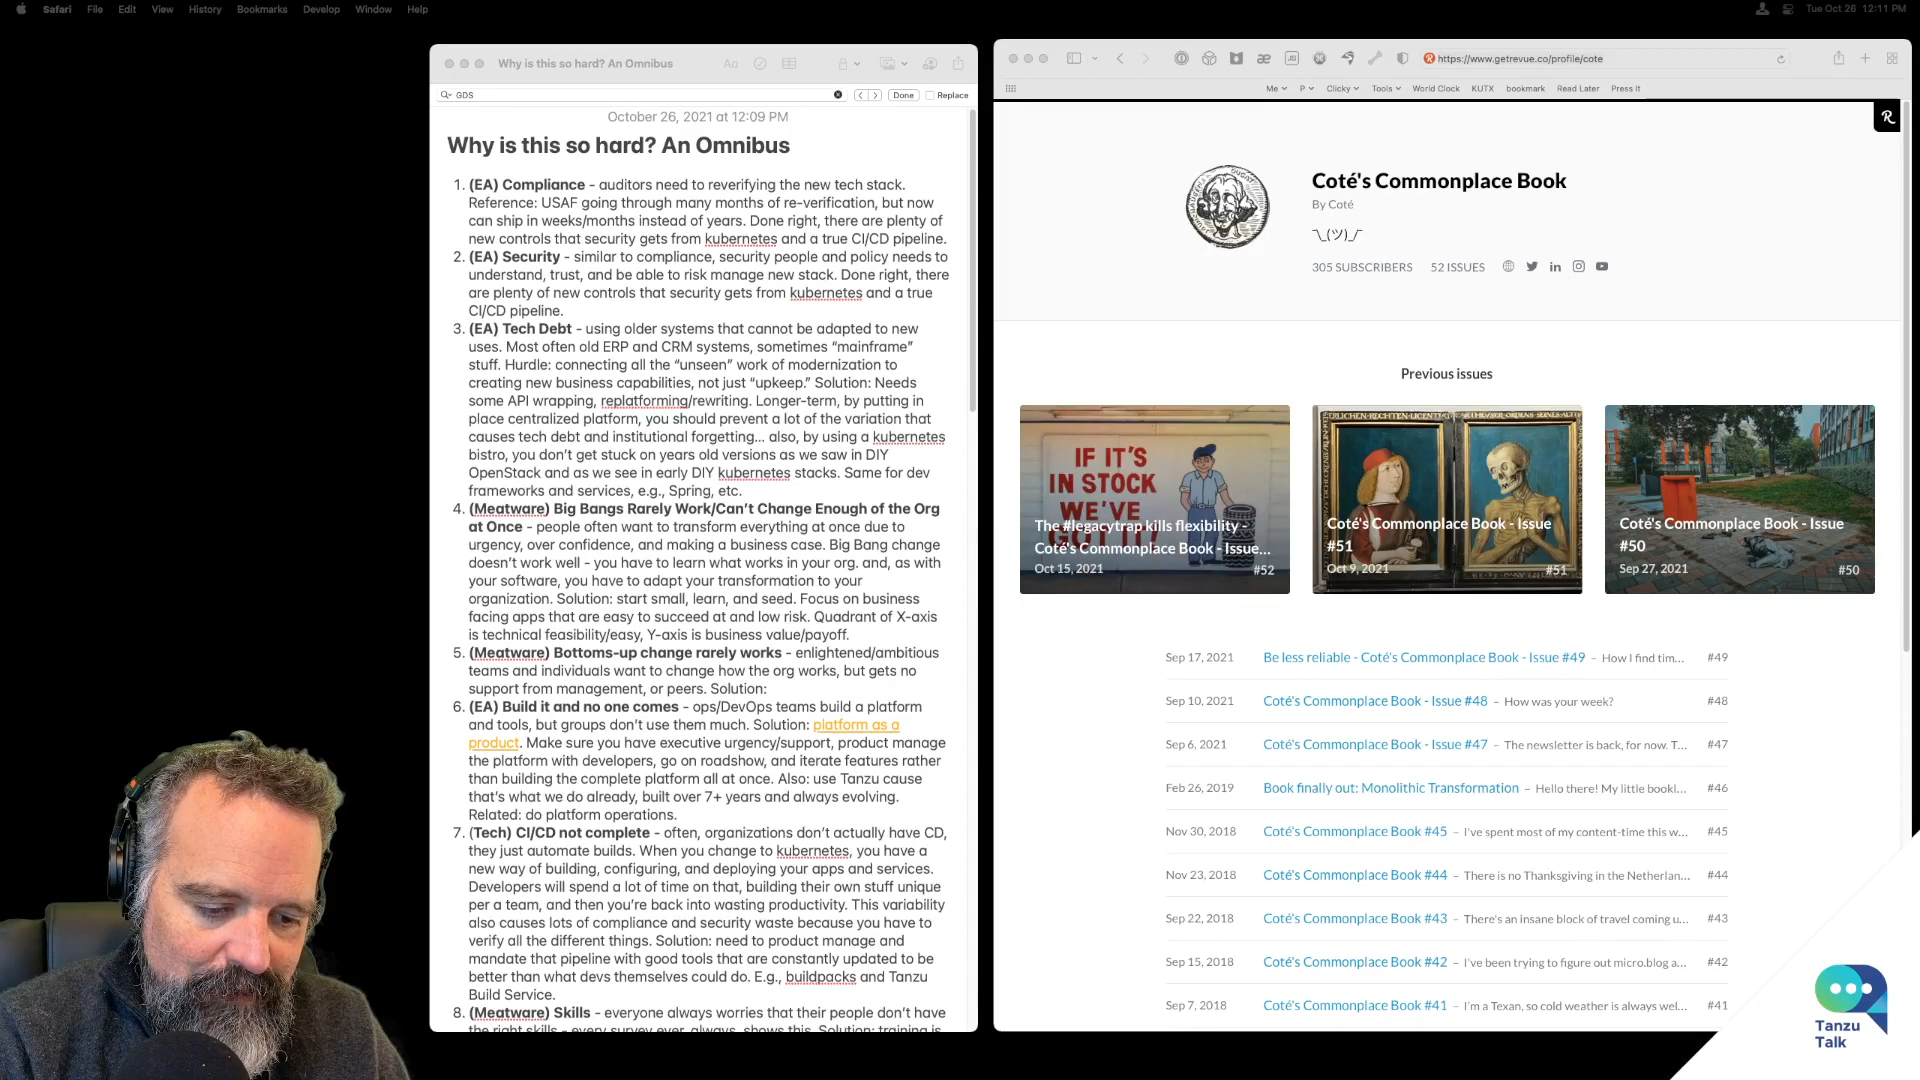 Safari File Edit View History Bookmarks Develop Window Help
Tue Oct 26 12:11 PM
Why is this so hard? An Omnibus
Aa
GDS
Done
Replace
October 26, 2021 at 12:09 PM
Why is this so hard? An Omnibus
1. (EA) Compliance - auditors need to reverifying the new tech stack.
Reference: USAF going through many months of re-verification, but now
can ship in weeks/months instead of years. Done right, there are plenty of
new controls that security gets from kubernetes and a true CI/CD pipeline.
2. (EA) Security - similar to compliance, security people and policy needs to
understand, trust, and be able to risk manage new stack. Done right, there
are plenty of new controls that security gets from kubernetes and a true
CI/CD pipeline.
3. (EA) Tech Debt - using older systems that cannot be adapted to new
uses. Most often old ERP and CRM systems, sometimes “mainframe”
stuff. Hurdle: connecting all the “unseen” work of modernization to
creating new business capabilities, not just “upkeep.” Solution: Needs
some API wrapping, replatforming/rewriting. Longer-term, by putting in
place centralized platform, you should prevent a lot of the variation that
causes tech debt and institutional forgetting... also, by using a kubernetes
bistro, you don’t get stuck on years old versions as we saw in DIY
OpenStack and as we see in early DIY kubernetes stacks. Same for dev
frameworks and services, e.g., Spring, etc.
4. (Meatware) Big Bangs Rarely Work/Can’t Change Enough of the Org
at Once - people often want to transform everything at once due to
urgency, over confidence, and making a business case. Big Bang change
doesn’t work well - you have to learn what works in your org. and, as with
your software, you have to adapt your transformation to your
organization. Solution: start small, learn, and seed. Focus on business
facing apps that are easy to succeed at and low risk. Quadrant of X-axis
is technical feasibility/easy, Y-axis is business value/payoff.
5. (Meatware) Bottoms-up change rarely works - enlightened/ambitious
teams and individuals want to change how the org works, but gets no
support from management, or peers. Solution:
6. (EA) Build it and no one comes - ops/DevOps teams build a platform
and tools, but groups don’t use them much. Solution: platform as a
product. Make sure you have executive urgency/support, product manage
the platform with developers, go on roadshow, and iterate features rather
than building the complete platform all at once. Also: use Tanzu cause
that’s what we do already, built over 7+ years and always evolving.
Related: do platform operations.
7. (Tech) CI/CD not complete - often, organizations don’t actually have CD,
they just automate builds. When you change to kubernetes, you have a
new way of building, configuring, and deploying your apps and services.
Developers will spend a lot of time on that, building their own stuff unique
per a team, and then you’re back into wasting productivity. This variability
also causes lots of compliance and security waste because you have to
verify all the different things. Solution: need to product manage and
mandate that pipeline with good tools that are constantly updated to be
better than what devs themselves could do. E.g., buildpacks and Tanzu
Build Service.
8. (Meatware) Skills - everyone always worries that their people don’t have
the right skills - every survey ever, always, shows this. Solution: training is
https://www.getrevue.co/profile/cote
Me P Clicky Tools World Clock KUTX bookmark Read Later Press It
R
Coté's Commonplace Book
By Coté
¯\_(ツ)_/¯
305 SUBSCRIBERS 52 ISSUES
Previous issues
IF IT'S
IN STOCK
WE'VE
GOT IT!
The #legacytrap kills flexibility -
Coté's Commonplace Book - Issue...
Oct 15, 2021 #52
Coté's Commonplace Book - Issue
#51
Oct 9, 2021 #51
Coté's Commonplace Book - Issue
#50
Sep 27, 2021 #50
Sep 17, 2021 Be less reliable - Coté's Commonplace Book - Issue #49 – How I find tim... #49
Sep 10, 2021 Coté's Commonplace Book - Issue #48 – How was your week? #48
Sep 6, 2021 Coté's Commonplace Book - Issue #47 – The newsletter is back, for now. T... #47
Feb 26, 2019 Book finally out: Monolithic Transformation – Hello there! My little bookl... #46
Nov 30, 2018 Coté's Commonplace Book #45 – I've spent most of my content-time this w... #45
Nov 23, 2018 Coté's Commonplace Book #44 – There is no Thanksgiving in the Netherlan... #44
Sep 22, 2018 Coté's Commonplace Book #43 – There's an insane block of travel coming u... #43
Sep 15, 2018 Coté's Commonplace Book #42 – I've been trying to figure out micro.blog a... #42
Sep 7, 2018 Coté's Commonplace Book #41 – I'm a Texan, so cold weather is always wel... #41
Tanzu
Talk